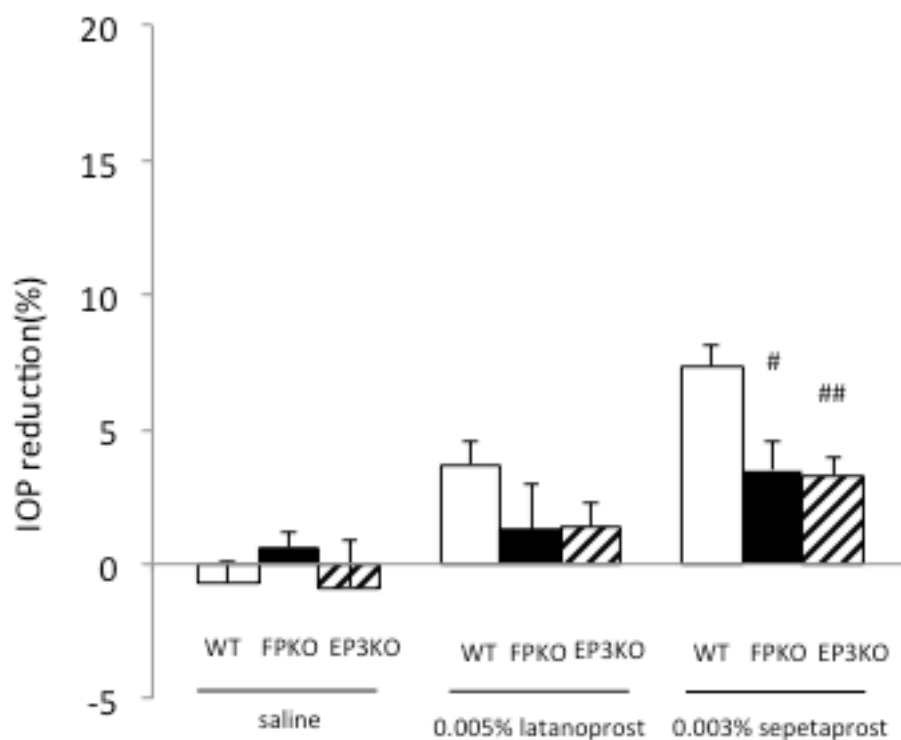 20
15
10
5
0
-5
IOP reduction(%)
#
##
WT FPKO EP3KO
WT FPKO EP3KO
WT FPKO EP3KO
saline
0.005% latanoprost
0.003% sepetaprost